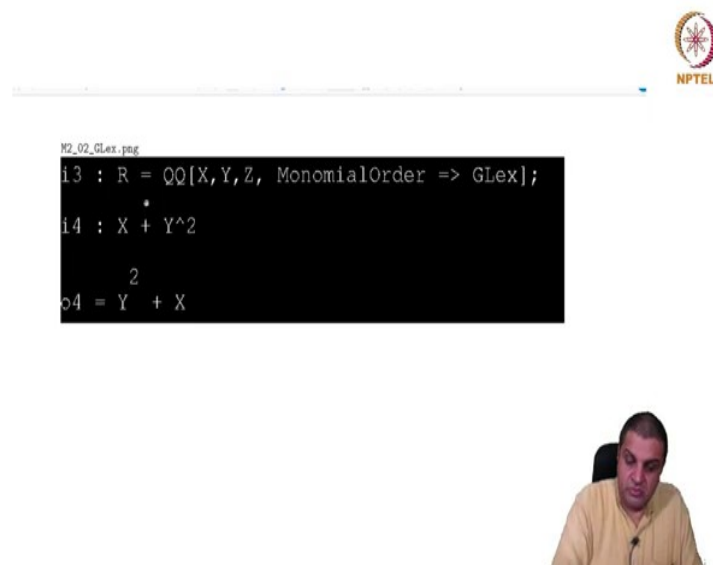 NPTEL
M2_02_GLex.png
i3 : R = QQ[X,Y,Z, MonomialOrder => GLex];
i4 : X + Y^2
2
o4 = Y + X